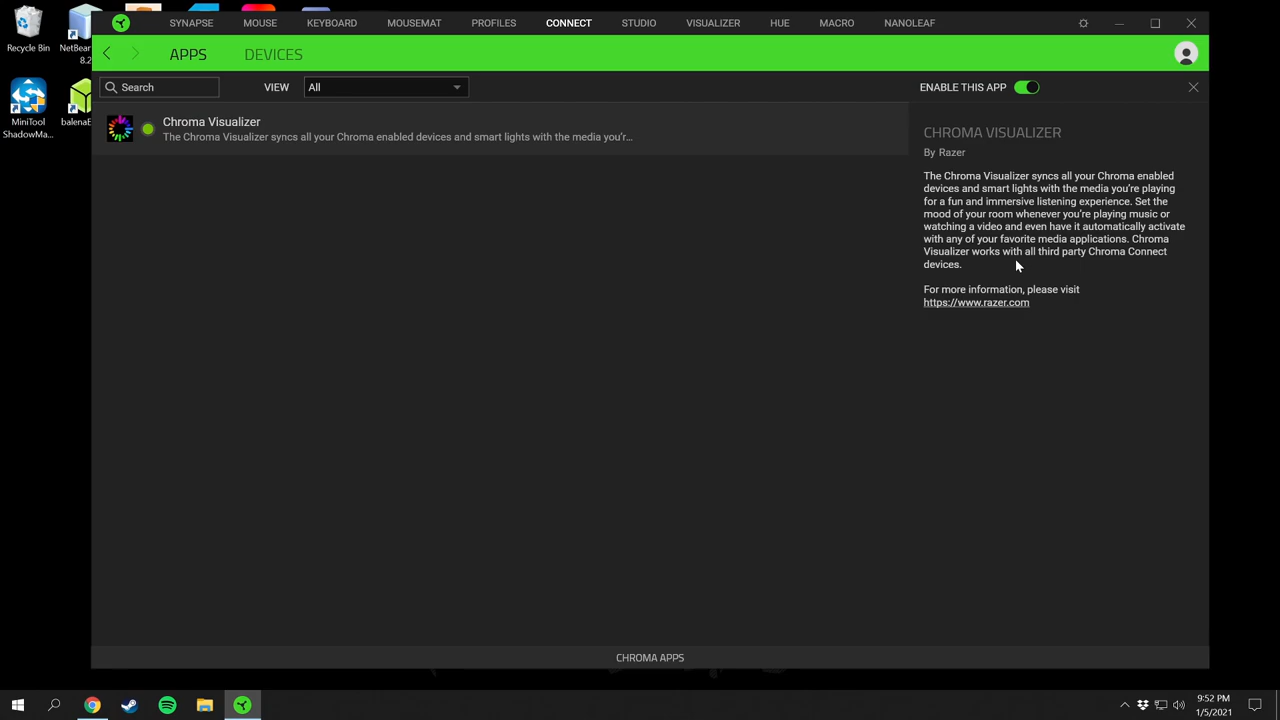 Recycle Bin
NetBea
8.2
MiniTool
ShadowMa...
balenaE
SYNAPSE MOUSE KEYBOARD MOUSEMAT PROFILES CONNECT STUDIO VISUALIZER HUE MACRO NANOLEAF
APPS DEVICES
Search VIEW All ENABLE THIS APP
Chroma Visualizer
The Chroma Visualizer syncs all your Chroma enabled devices and smart lights with the media you'r...
CHROMA VISUALIZER
By Razer
The Chroma Visualizer syncs all your Chroma enabled
devices and smart lights with the media you're playing
for a fun and immersive listening experience. Set the
mood of your room whenever you're playing music or
watching a video and even have it automatically activate
with any of your favorite media applications. Chroma
Visualizer works with all third party Chroma Connect
devices.
For more information, please visit
https://www.razer.com
CHROMA APPS
9:52 PM
1/5/2021